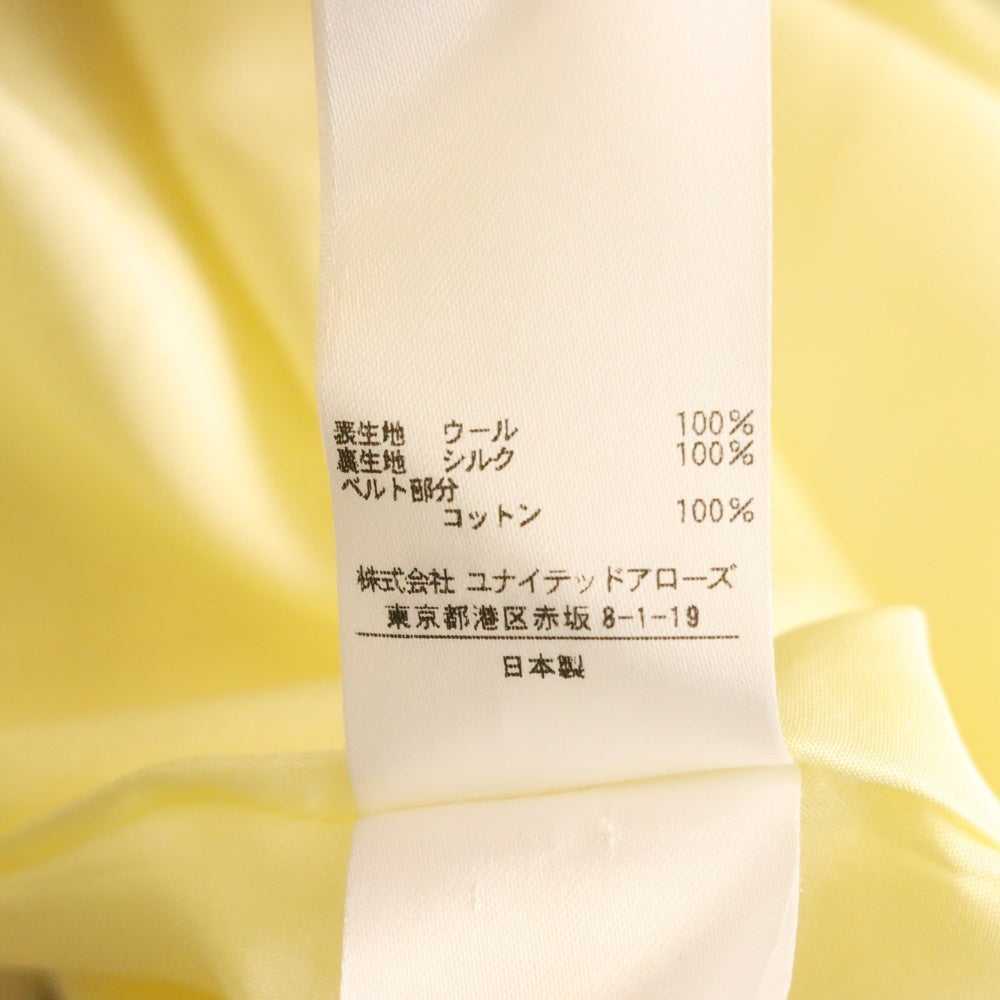 表生地 ウール 100%
裏生地 シルク 100%
ベルト部分
コットン 100%
株式会社 ユナイテッドアローズ
東京都港区赤坂 8-1-19
日本製